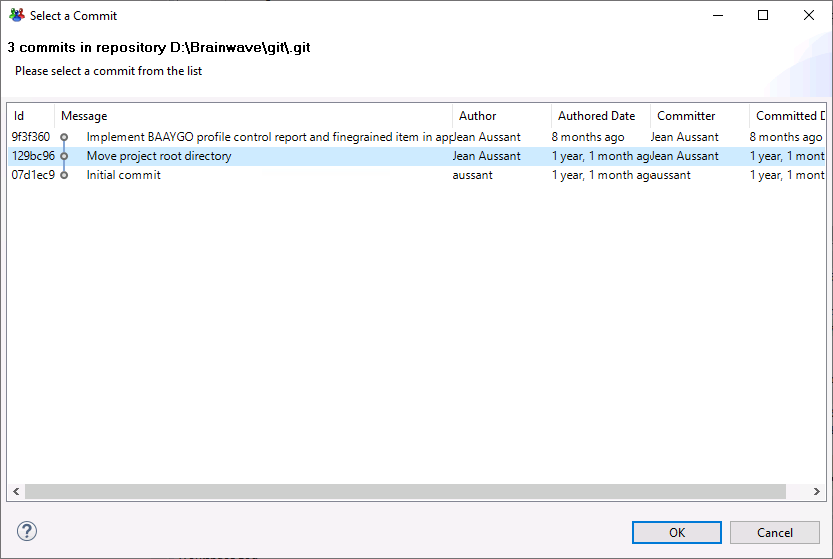 Select a Commit
3 commits in repository D:\Brainwave\git\.git
Please select a commit from the list
Id Message Author Authored Date Committer Committed D
9f3f360 Implement BAAYGO profile control report and finegrained item in app Jean Aussant 8 months ago Jean Aussant 8 months ago
129bc96 Move project root directory Jean Aussant 1 year, 1 month ag Jean Aussant 1 year, 1 mont
07d1ec9 Initial commit aussant 1 year, 1 month ag aussant 1 year, 1 mont
?
OK Cancel